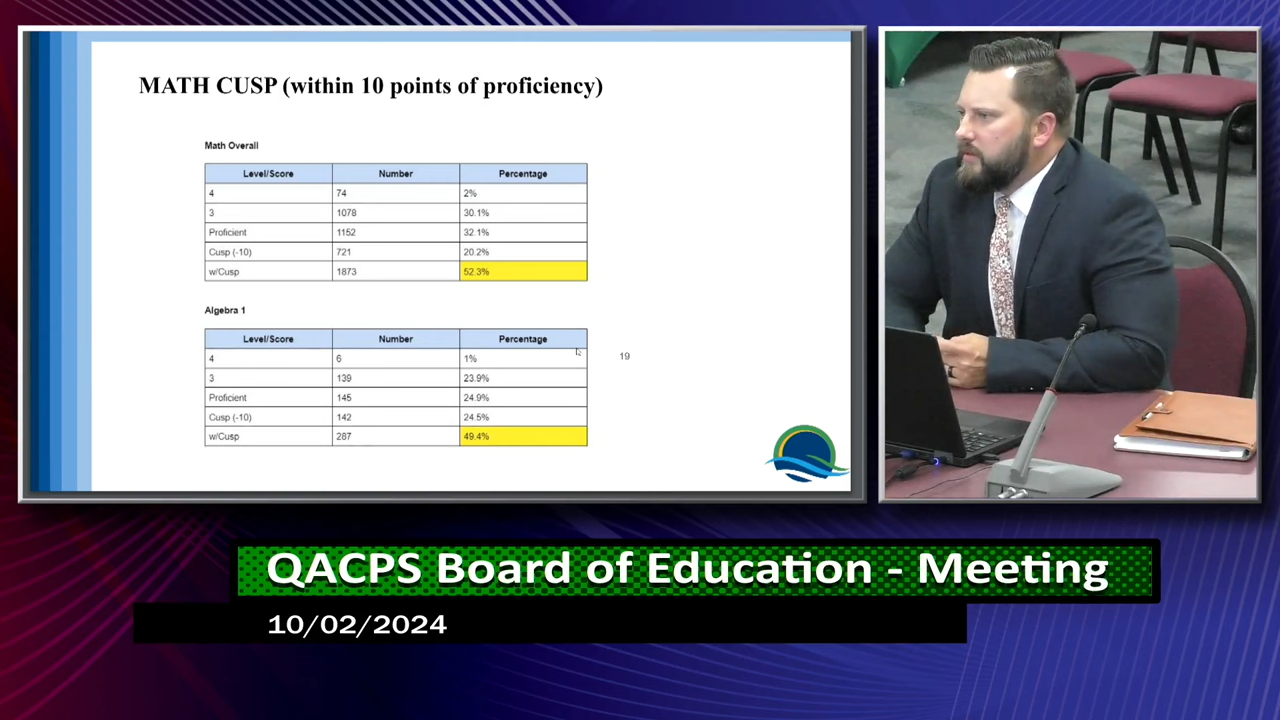 MATH CUSP (within 10 points of proficiency)
Math Overall
Level/Score Number Percentage
4 74 2%
3 1078 30.1%
Proficient 1152 32.1%
Cusp (-10) 721 20.2%
w/Cusp 1873 52.3%
Algebra 1
Level/Score Number Percentage
4 6 1%
3 139 23.9%
Proficient 145 24.9%
Cusp (-10) 142 24.5%
w/Cusp 287 49.4%
19
QACPS Board of Education - Meeting
10/02/2024